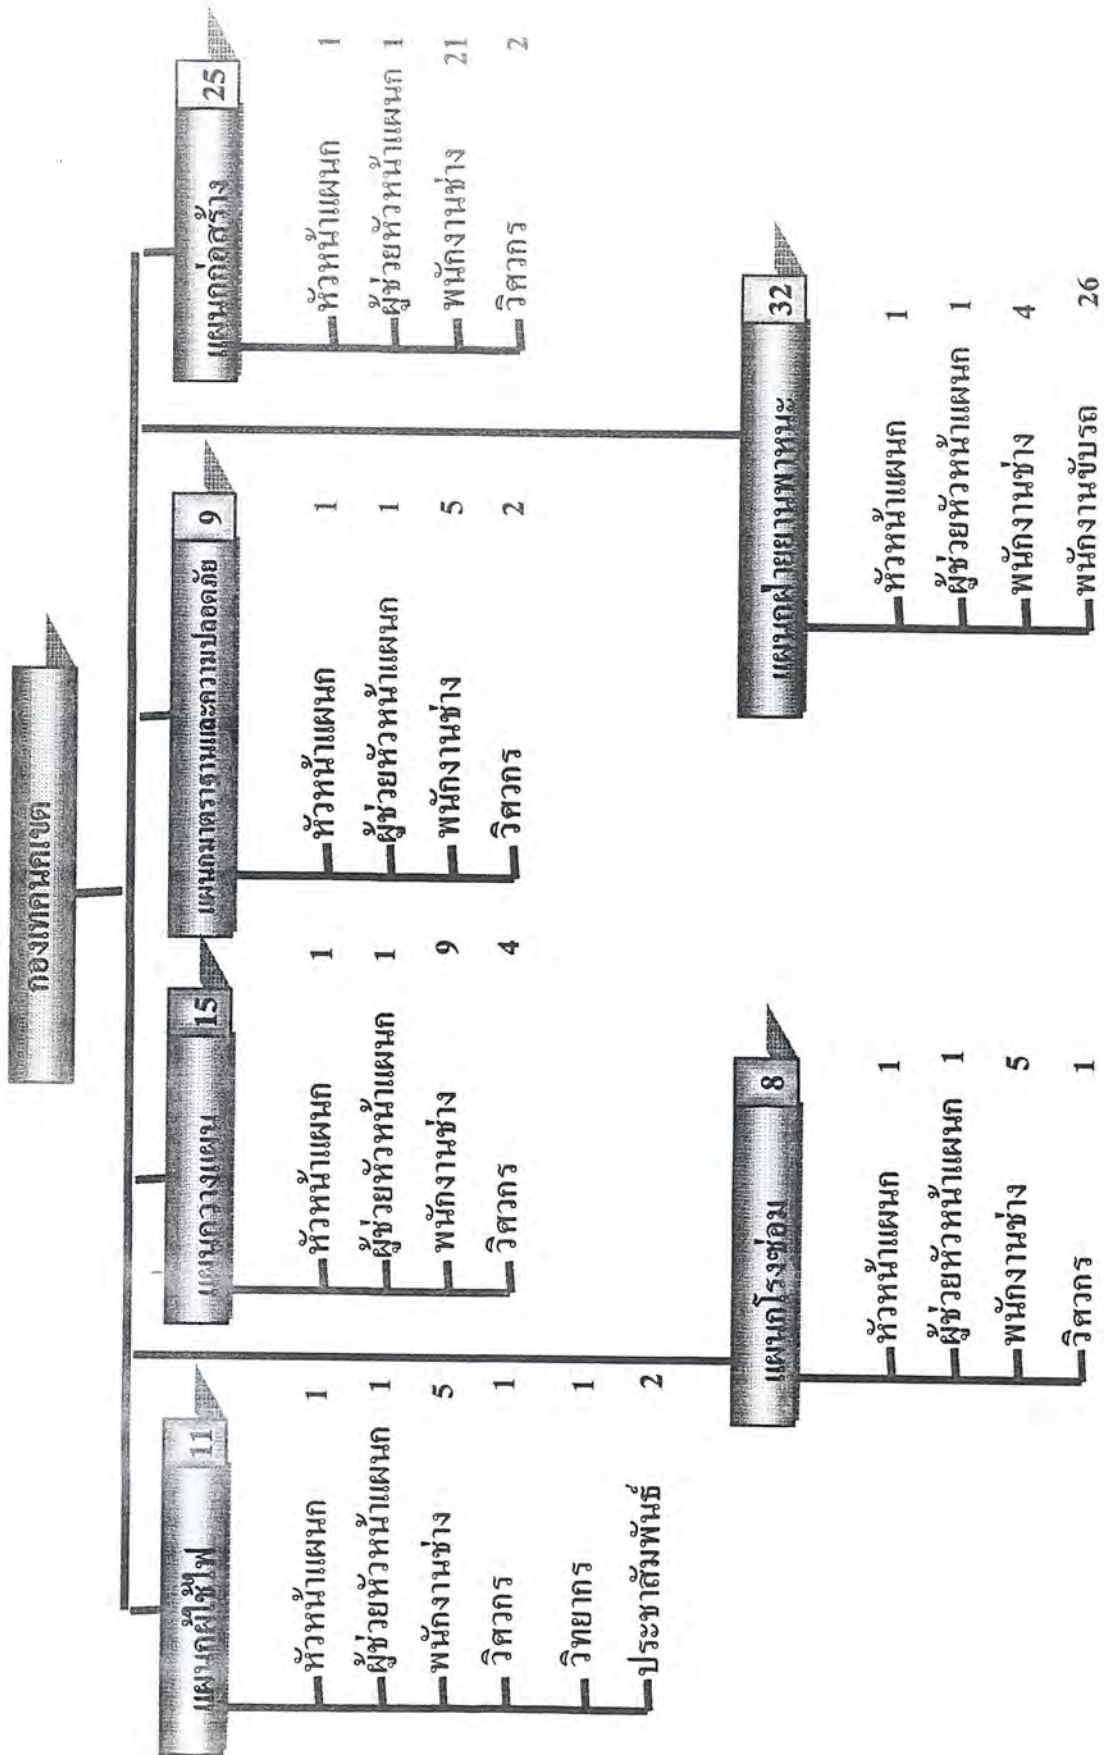 กองเทคนิคเขต
แผนกผู้ใช้ไฟ 11
หัวหน้าแผนก 1
ผู้ช่วยหัวหน้าแผนก 1
พนักงานช่าง 5
วิศวกร 1
วิทยากร 1
ประชาสัมพันธ์ 2
แผนกวางแผน 15
หัวหน้าแผนก 1
ผู้ช่วยหัวหน้าแผนก 1
พนักงานช่าง 9
วิศวกร 4
แผนกมาตราฐานและความปลอดภัย 9
หัวหน้าแผนก 1
ผู้ช่วยหัวหน้าแผนก 1
พนักงานช่าง 5
วิศวกร 2
แผนกก่อสร้าง 25
หัวหน้าแผนก 1
ผู้ช่วยหัวหน้าแผนก 1
พนักงานช่าง 21
วิศวกร 2
แผนกโรงซ่อม 8
หัวหน้าแผนก 1
ผู้ช่วยหัวหน้าแผนก 1
พนักงานช่าง 5
วิศวกร 1
แผนกฝ่ายยานพาหนะ 32
หัวหน้าแผนก 1
ผู้ช่วยหัวหน้าแผนก 1
พนักงานช่าง 4
พนักงานขับรถ 26